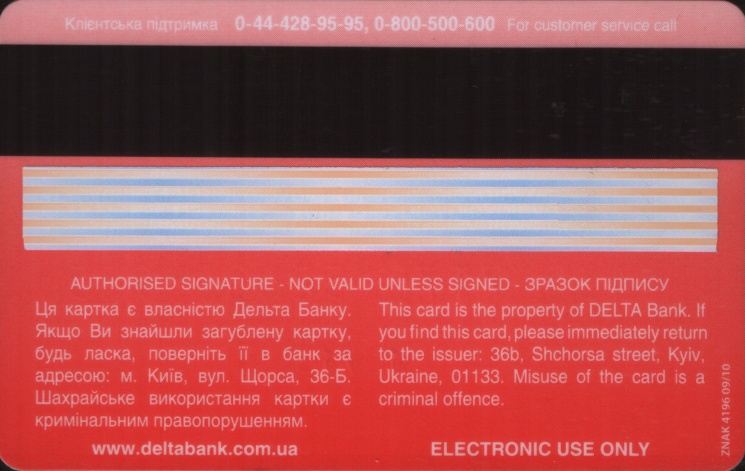 Клієнтська підтримка 0-44-428-95-95, 0-800-500-600 For customer service call
AUTHORISED SIGNATURE - NOT VALID UNLESS SIGNED - ЗРАЗОК ПІДПИСУ
Ця картка є власністю Дельта Банку.
Якщо Ви знайшли загублену картку,
будь ласка, поверніть її в банк за
адресою: м. Київ, вул. Щорса, 36-Б.
Шахрайське використання картки є
кримінальним правопорушенням.
www.deltabank.com.ua
This card is the property of DELTA Bank. If
you find this card, please immediately return
to the issuer: 36b, Shchorsa street, Kyiv,
Ukraine, 01133. Misuse of the card is a
criminal offence.
ELECTRONIC USE ONLY
ZNAK 4196 09/10